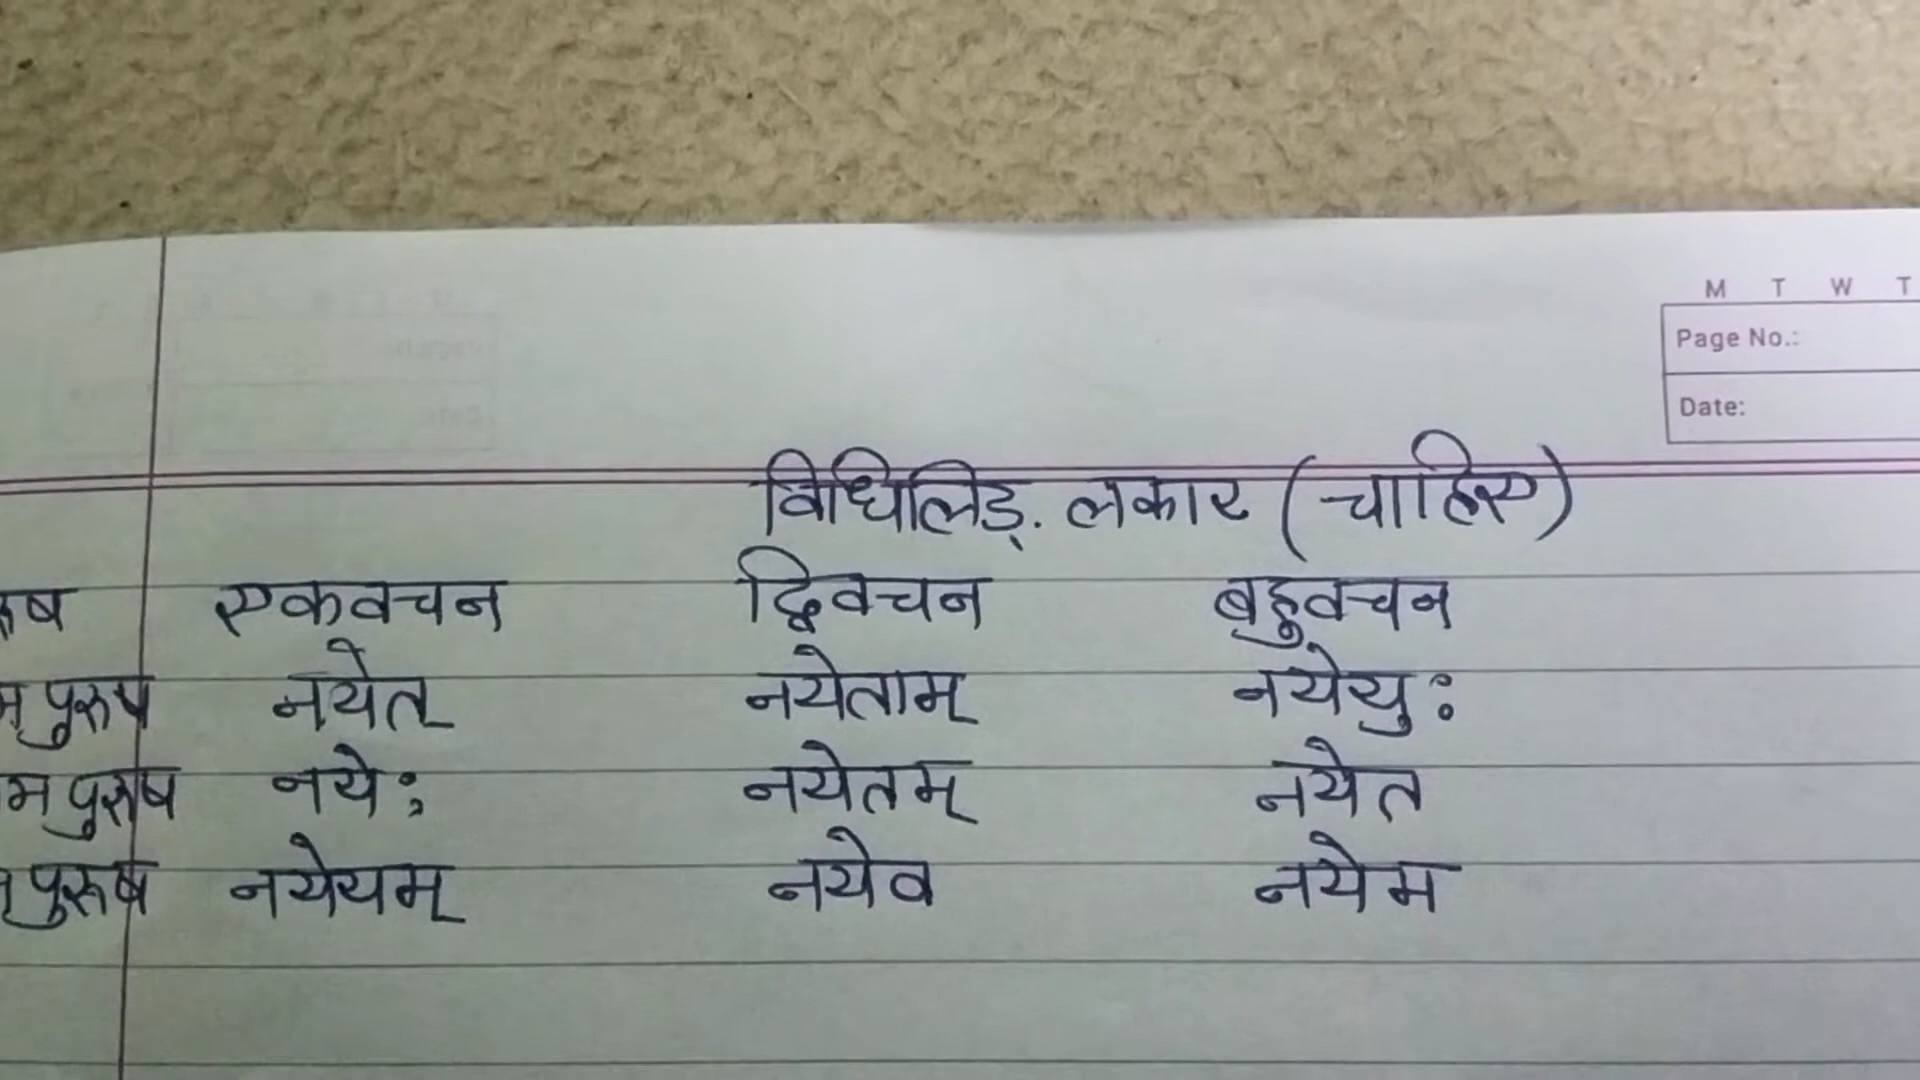 M T W T
Page No.:
Date:
विधिलिङ् लकार (चाहिए)
एकवचन द्विवचन बहुवचन
पुरुष नयेत् नयेताम् नयेयुः
पुरुष नयेः नयेतम् नयेत
पुरुष नयेयम् नयेव नयेम